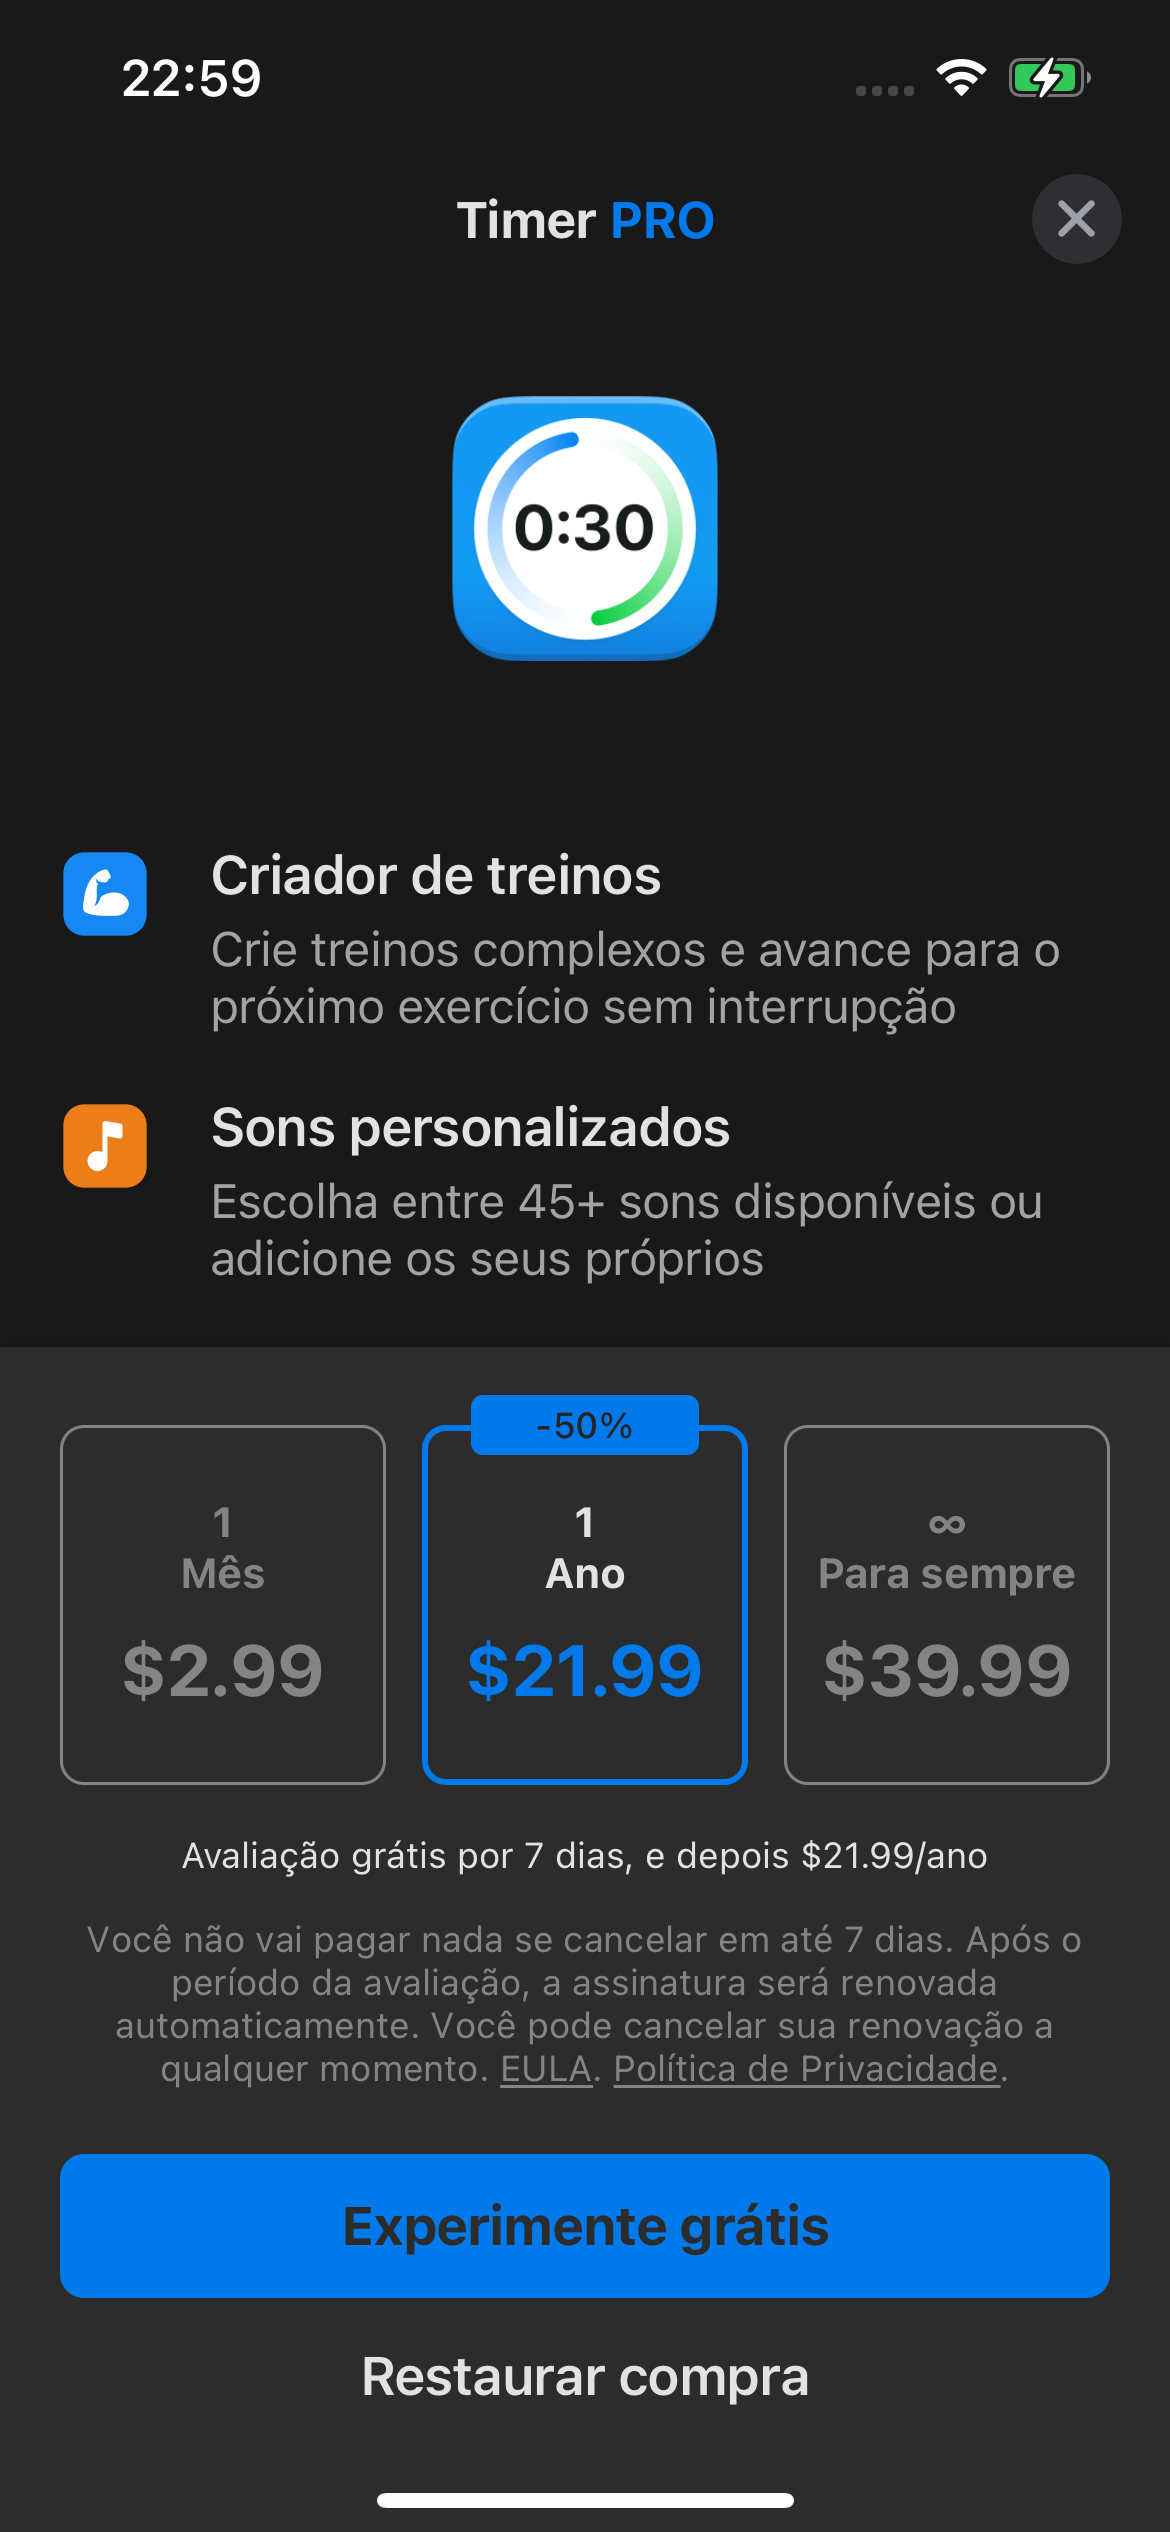 22:59
Timer PRO
0:30
Criador de treinos
Crie treinos complexos e avance para o
próximo exercício sem interrupção
Sons personalizados
Escolha entre 45+ sons disponíveis ou
adicione os seus próprios
1
Mês
$2.99
-50%
1
Ano
$21.99
∞
Para sempre
$39.99
Avaliação grátis por 7 dias, e depois $21.99/ano
Você não vai pagar nada se cancelar em até 7 dias. Após o
período da avaliação, a assinatura será renovada
automaticamente. Você pode cancelar sua renovação a
qualquer momento. EULA. Política de Privacidade.
Experimente grátis
Restaurar compra